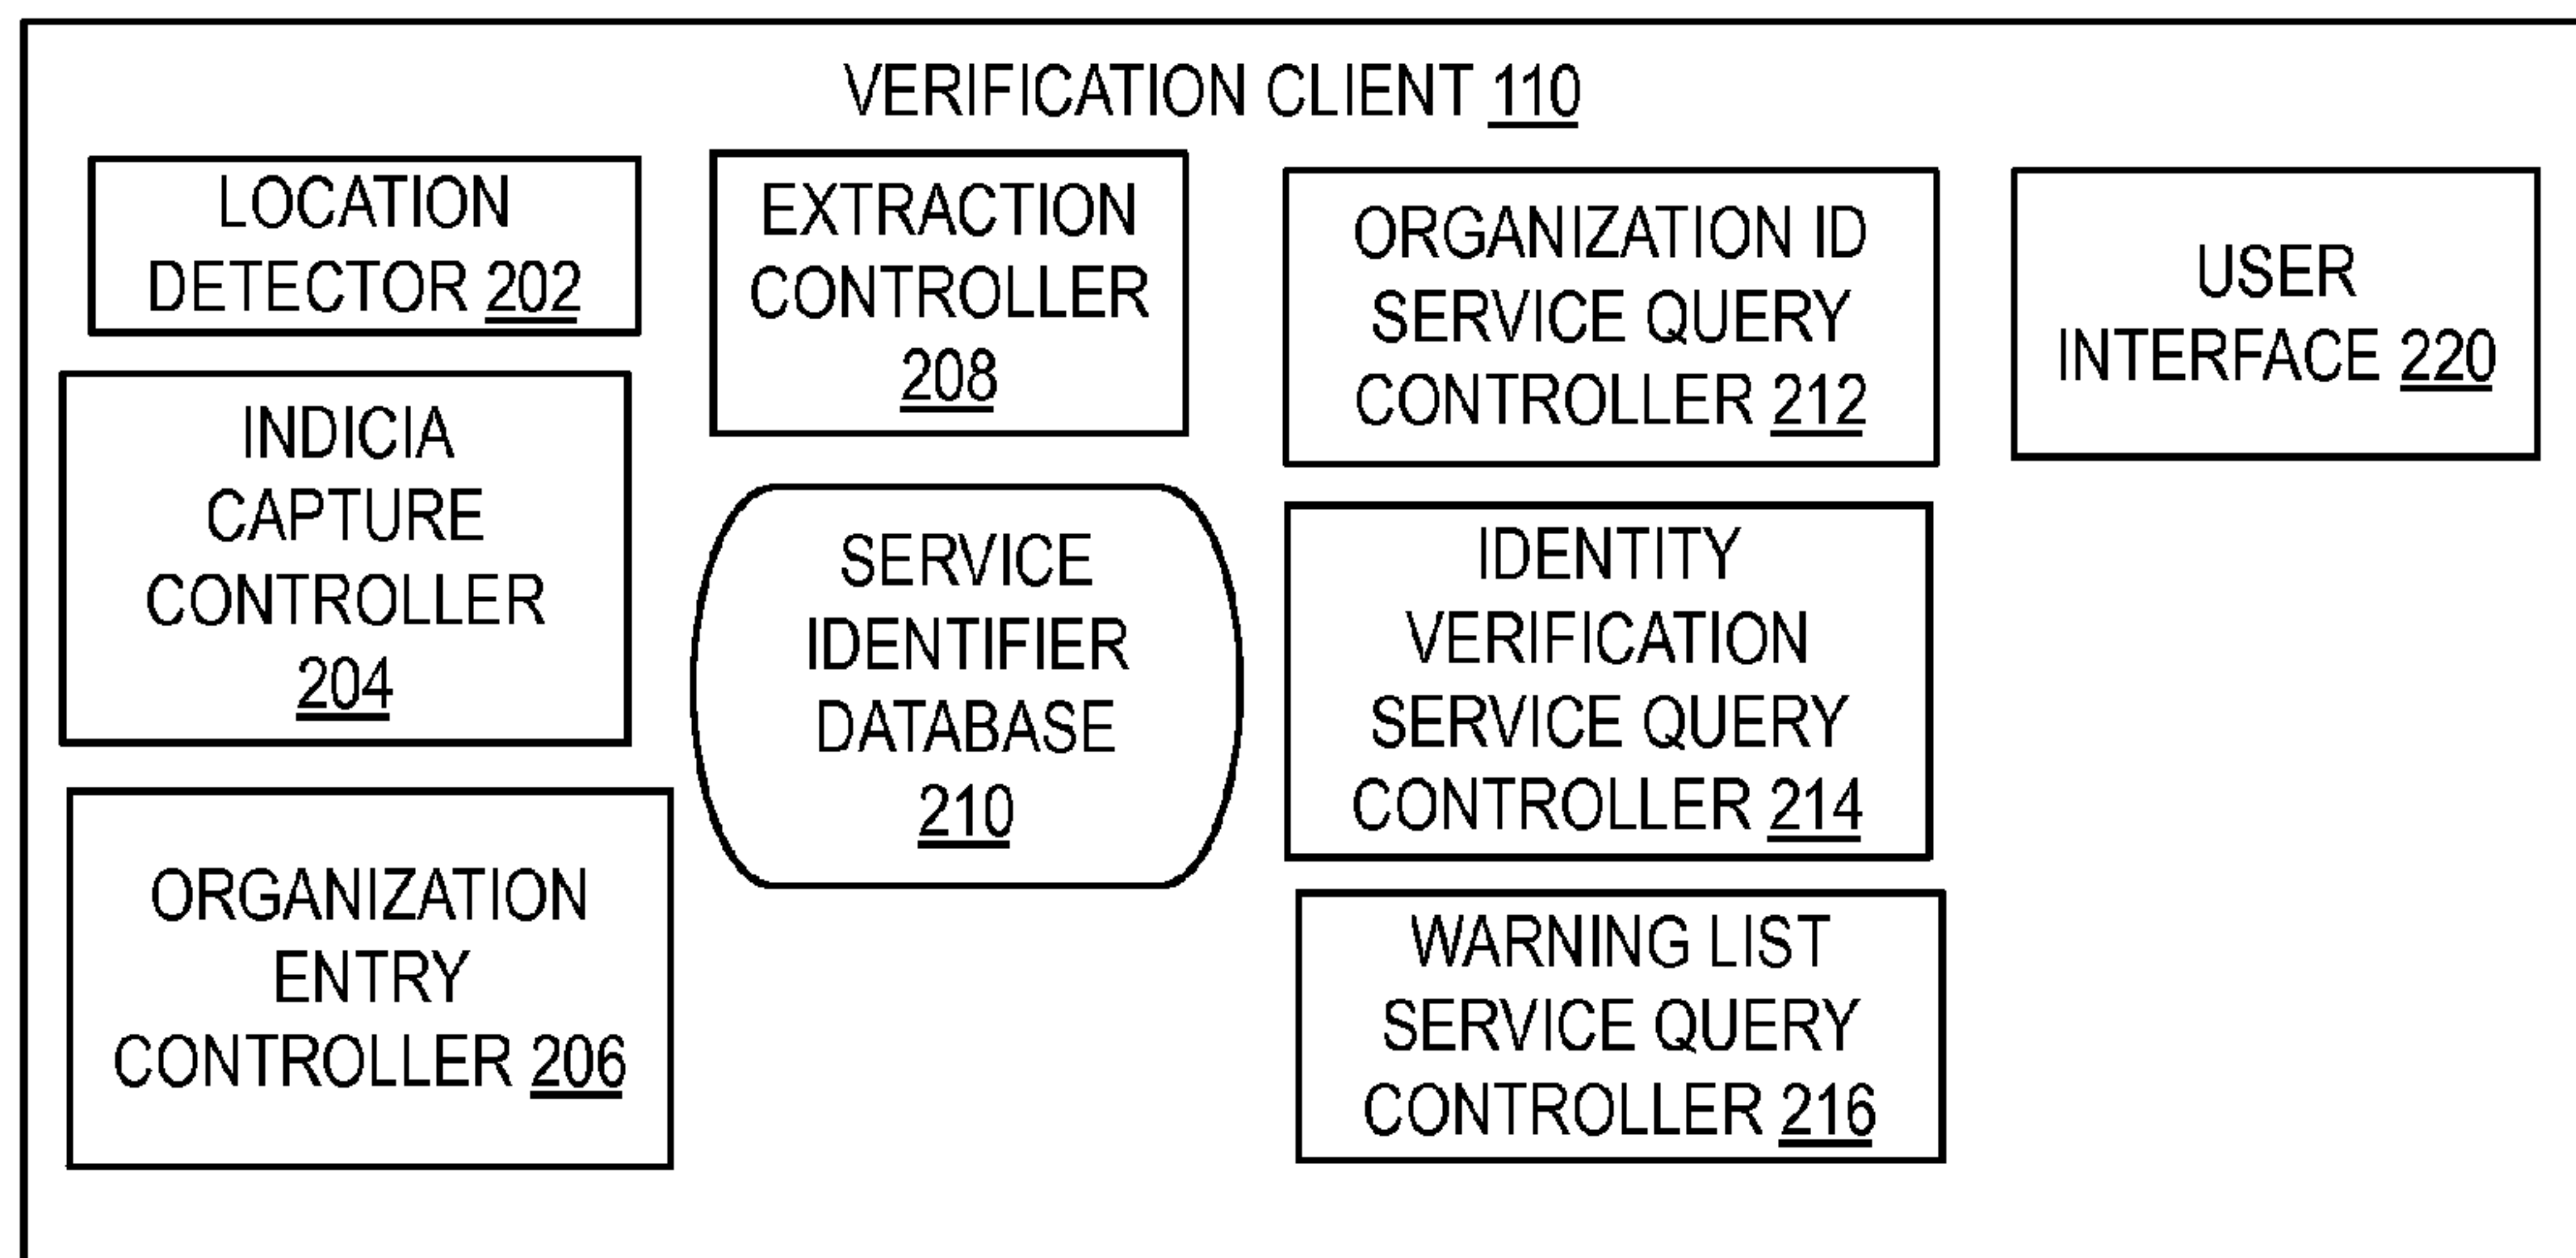 VERIFICATION CLIENT 110
LOCATION
DETECTOR 202
INDICIA
CAPTURE
CONTROLLER
204
ORGANIZATION
ENTRY
CONTROLLER 206
EXTRACTION
CONTROLLER
208
SERVICE
IDENTIFIER
DATABASE
210
ORGANIZATION ID
SERVICE QUERY
CONTROLLER 212
IDENTITY
VERIFICATION
SERVICE QUERY
CONTROLLER 214
WARNING LIST
SERVICE QUERY
CONTROLLER 216
USER
INTERFACE 220